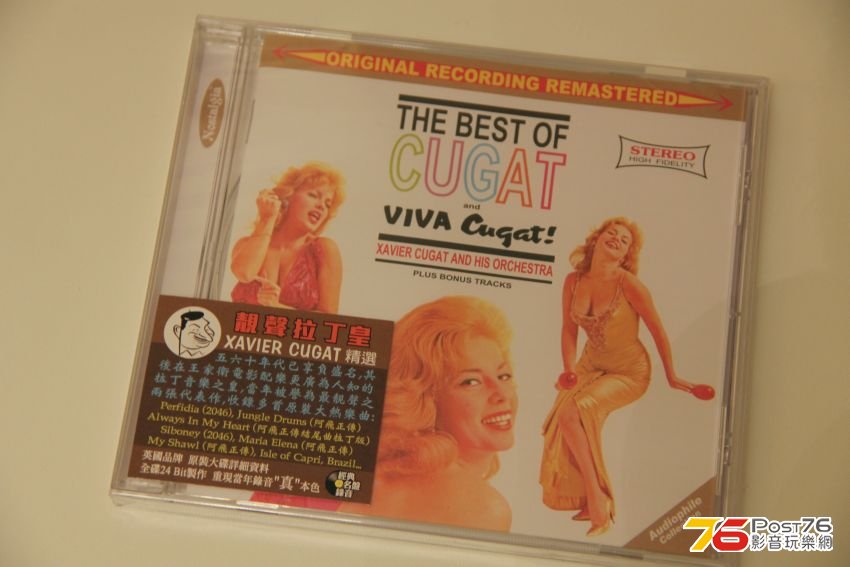 ORIGINAL RECORDING REMASTERED
Nostalgia
THE BEST OF
CUGAT
and
VIVA Cugat!
XAVIER CUGAT AND HIS ORCHESTRA
PLUS BONUS TRACKS
STEREO
HIGH FIDELITY
靚聲拉丁皇
XAVIER CUGAT 精選
五六十年代已享負盛名,其
後在王家衛電影配樂更廣為人知的
拉丁音樂之皇,當年被譽為最靚聲之
兩張代表作,收錄多首原裝大熱樂曲:
Perfidia (2046), Jungle Drums (阿飛正傳)
Always In My Heart (阿飛正傳結尾曲拉丁版)
Siboney (2046), Maria Elena (阿飛正傳)
My Shawl (阿飛正傳), Isle of Capri, Brazil...
英國品牌 原裝大碟詳細資料
全碟24 Bit製作 重現當年錄音"真"本色
經典
名盤
錄音
Audiophile
Collection
76 Post76
影音玩樂網